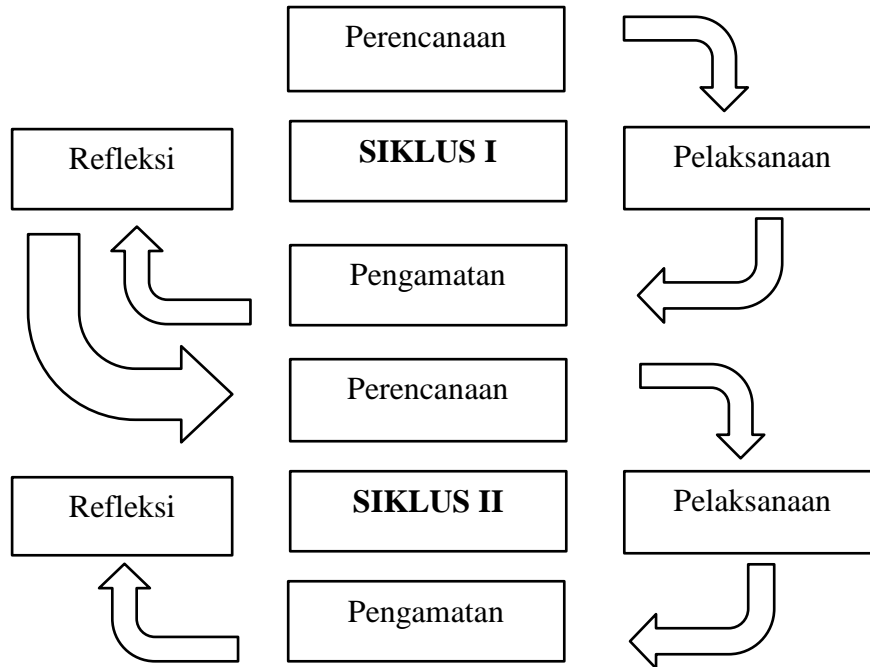 Perencanaan
Refleksi
SIKLUS I
Pelaksanaan
Pengamatan
Perencanaan
Refleksi
SIKLUS II
Pelaksanaan
Pengamatan